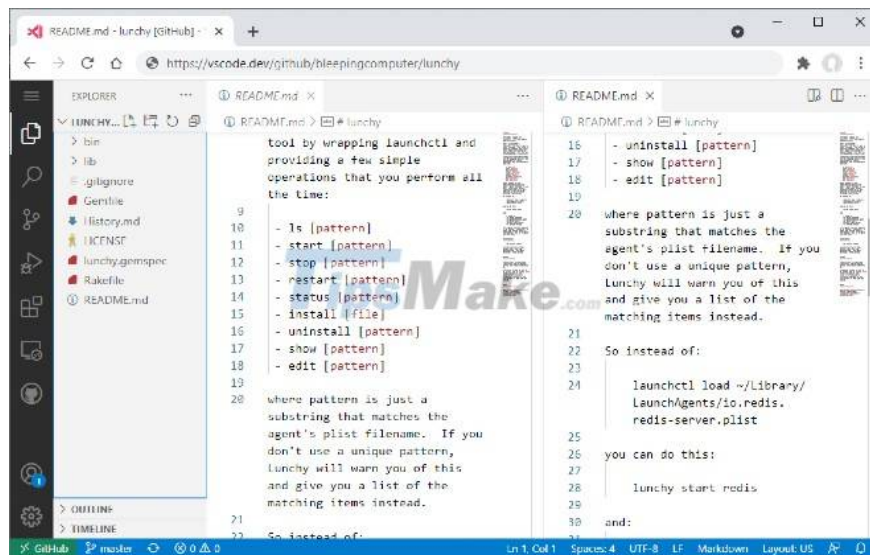 README.md - lunchy [GitHub] -
https://vscode.dev/github/bleepingcomputer/lunchy
EXPLORER
LUNCHY...
bin
lib
.gitignore
Gemfile
History.md
LICENSE
lunchy.gemspec
Rakefile
README.md
OUTLINE
TIMELINE
README.md
README.md > # lunchy
tool by wrapping launchctl and
providing a few simple
operations that you perform all
the time:
9
10 - ls [pattern]
11 - start [pattern]
12 - stop [pattern]
13 - restart [pattern]
14 - status [pattern]
15 - install [file]
16 - uninstall [pattern]
17 - show [pattern]
18 - edit [pattern]
19
20 where pattern is just a
substring that matches the
agent's plist filename. If you
don't use a unique pattern,
Lunchy will warn you of this
and give you a list of the
matching items instead.
21
22 So instead of:
README.md
README.md > # lunchy
16 - uninstall [pattern]
17 - show [pattern]
18 - edit [pattern]
19
20 where pattern is just a
substring that matches the
agent's plist filename. If you
don't use a unique pattern,
Lunchy will warn you of this
and give you a list of the
matching items instead.
21
22 So instead of:
23
24 launchctl load ~/Library/
LaunchAgents/io.redis.
redis-server.plist
25
26 you can do this:
27
28 lunchy start redis
29
30 and:
TipsMake.com
GitHub master 0 0 Ln 1, Col 1 Spaces: 4 UTF-8 LF Markdown Layout: US